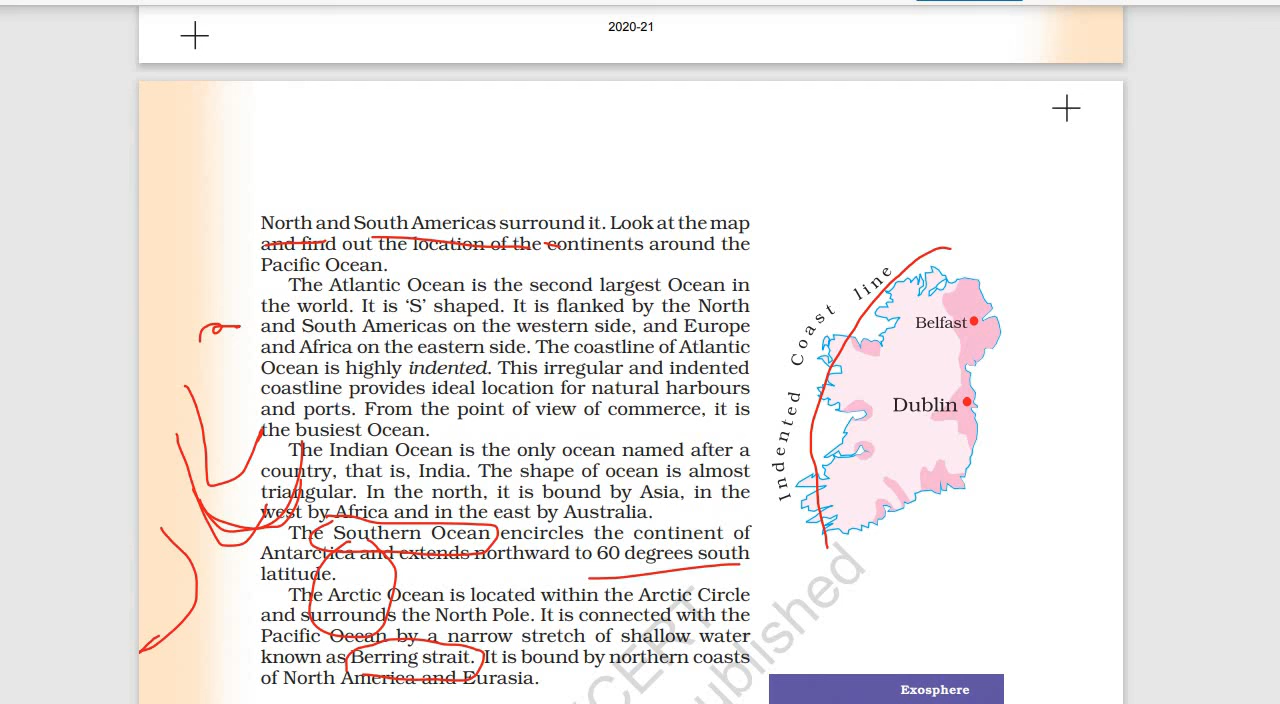 2020-21
North and South Americas surround it. Look at the map
and find out the location of the continents around the
Pacific Ocean.
The Atlantic Ocean is the second largest Ocean in
the world. It is ‘S’ shaped. It is flanked by the North
and South Americas on the western side, and Europe
and Africa on the eastern side. The coastline of Atlantic
Ocean is highly indented. This irregular and indented
coastline provides ideal location for natural harbours
and ports. From the point of view of commerce, it is
the busiest Ocean.
The Indian Ocean is the only ocean named after a
country, that is, India. The shape of ocean is almost
triangular. In the north, it is bound by Asia, in the
west by Africa and in the east by Australia.
The Southern Ocean encircles the continent of
Antarctica and extends northward to 60 degrees south
latitude.
The Arctic Ocean is located within the Arctic Circle
and surrounds the North Pole. It is connected with the
Pacific Ocean by a narrow stretch of shallow water
known as Berring strait. It is bound by northern coasts
of North America and Eurasia.
Indented Coast line
Belfast
Dublin
Exosphere